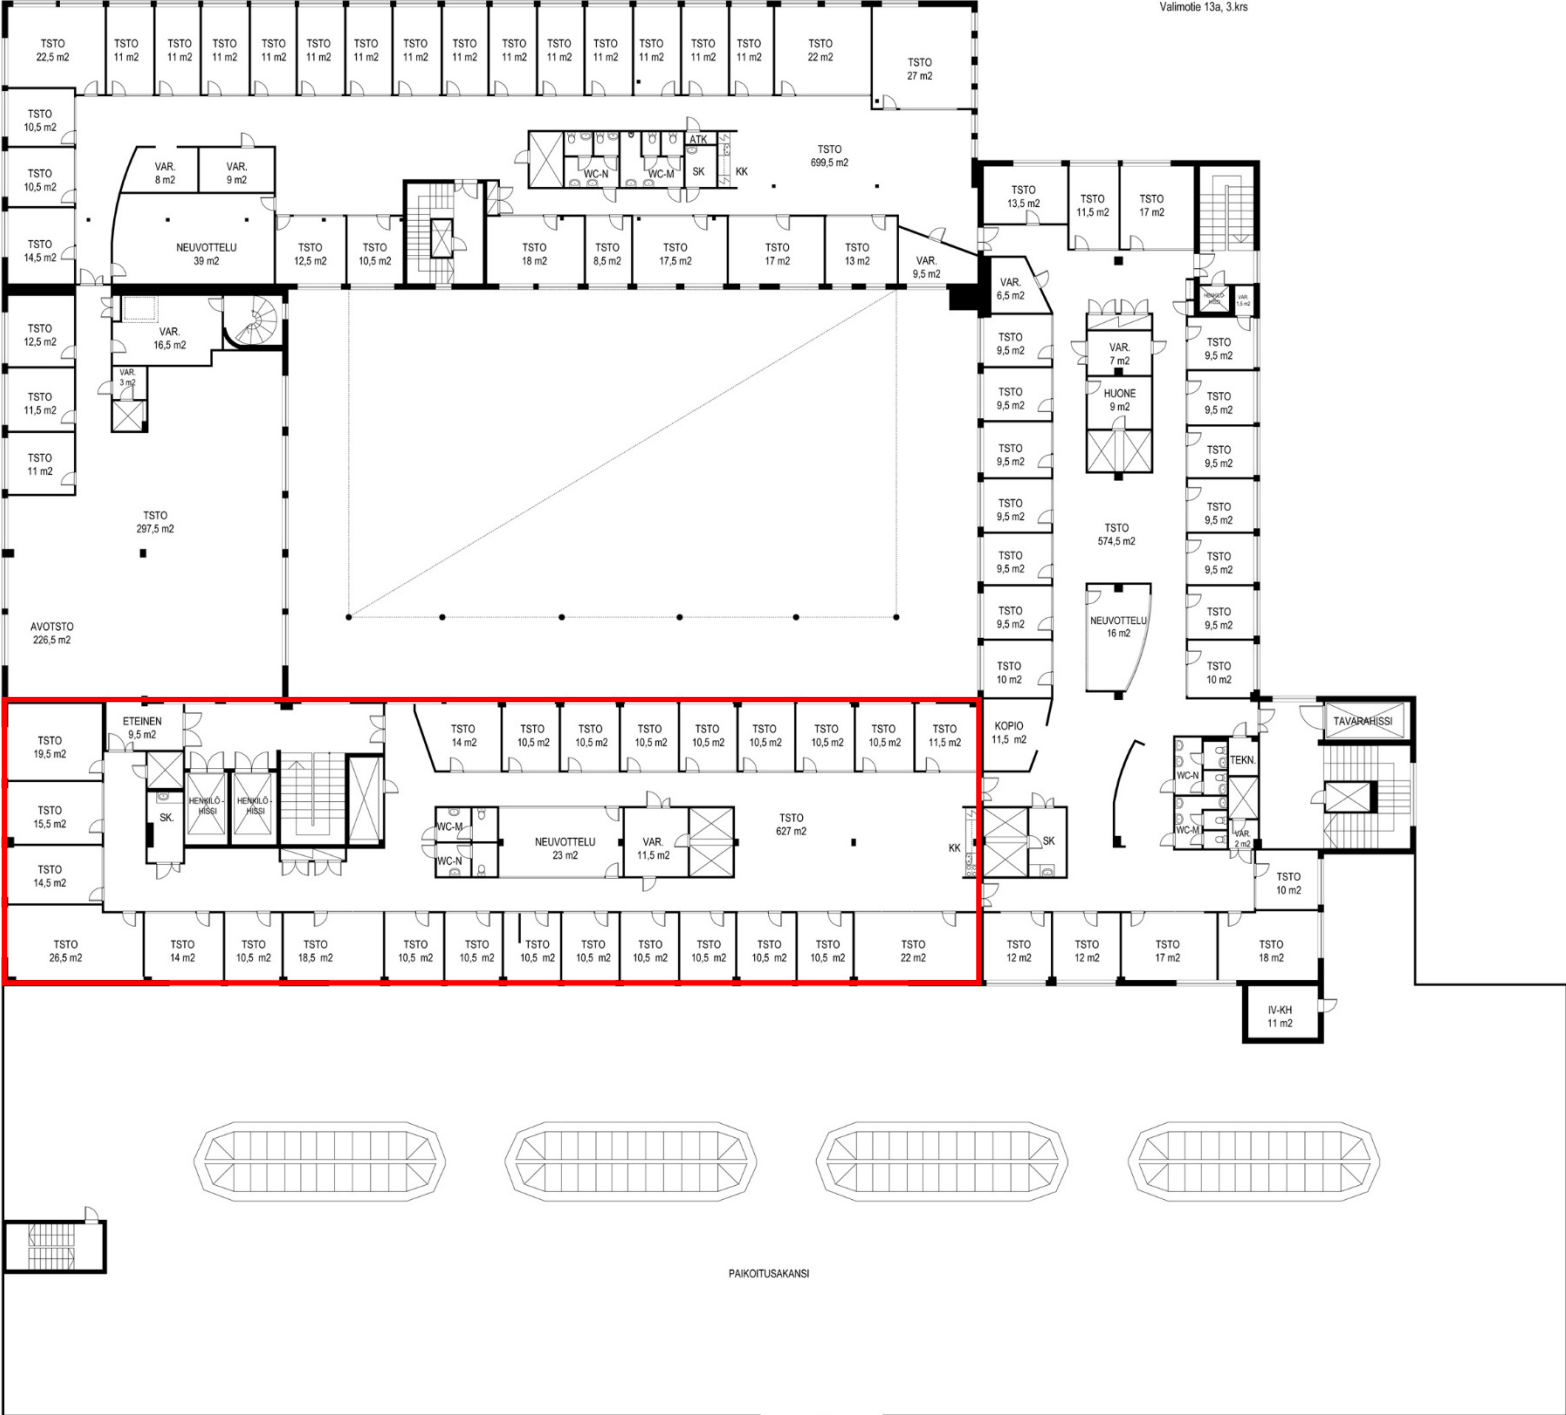 Valimotie 13a, 3.krs
TSTO
22,5 m2
TSTO
11 m2
TSTO
11 m2
TSTO
11 m2
TSTO
11 m2
TSTO
11 m2
TSTO
11 m2
TSTO
11 m2
TSTO
11 m2
TSTO
11 m2
TSTO
11 m2
TSTO
11 m2
TSTO
11 m2
TSTO
11 m2
TSTO
11 m2
TSTO
22 m2
TSTO
27 m2
TSTO
10,5 m2
TSTO
10,5 m2
TSTO
14,5 m2
VAR.
8 m2
VAR.
9 m2
NEUVOTTELU
39 m2
WC-N
WC-M
ATK
SK
KK
TSTO
699,5 m2
TSTO
12,5 m2
TSTO
10,5 m2
TSTO
18 m2
TSTO
8,5 m2
TSTO
17,5 m2
TSTO
17 m2
TSTO
13 m2
VAR.
9,5 m2
TSTO
13,5 m2
TSTO
11,5 m2
TSTO
17 m2
VAR.
6,5 m2
HENKILÖ-
HISSI
VAR.
1,5 m2
TSTO
12,5 m2
TSTO
11,5 m2
TSTO
11 m2
VAR.
16,5 m2
VAR.
3 m2
TSTO
297,5 m2
AVOTSTO
226,5 m2
TSTO
9,5 m2
TSTO
9,5 m2
TSTO
9,5 m2
TSTO
9,5 m2
TSTO
9,5 m2
TSTO
9,5 m2
TSTO
10 m2
VAR.
7 m2
HUONE
9 m2
TSTO
574,5 m2
NEUVOTTELU
16 m2
TSTO
9,5 m2
TSTO
9,5 m2
TSTO
9,5 m2
TSTO
9,5 m2
TSTO
9,5 m2
TSTO
9,5 m2
TSTO
10 m2
TSTO
19,5 m2
ETEINEN
9,5 m2
TSTO
15,5 m2
TSTO
14,5 m2
SK.
HENKILÖ-
HISSI
HENKILÖ-
HISSI
TSTO
14 m2
TSTO
10,5 m2
TSTO
10,5 m2
TSTO
10,5 m2
TSTO
10,5 m2
TSTO
10,5 m2
TSTO
10,5 m2
TSTO
10,5 m2
TSTO
11,5 m2
WC-M
WC-N
NEUVOTTELU
23 m2
VAR.
11,5 m2
TSTO
627 m2
KK
KOPIO
11,5 m2
SK
WC-N
WC-M
TEKN.
VAR.
2 m2
TAVARAHISSI
TSTO
10 m2
TSTO
26,5 m2
TSTO
14 m2
TSTO
10,5 m2
TSTO
18,5 m2
TSTO
10,5 m2
TSTO
10,5 m2
TSTO
10,5 m2
TSTO
10,5 m2
TSTO
10,5 m2
TSTO
10,5 m2
TSTO
10,5 m2
TSTO
10,5 m2
TSTO
22 m2
TSTO
12 m2
TSTO
12 m2
TSTO
17 m2
TSTO
18 m2
IV-KH
11 m2
PAIKOITUSAKANSI